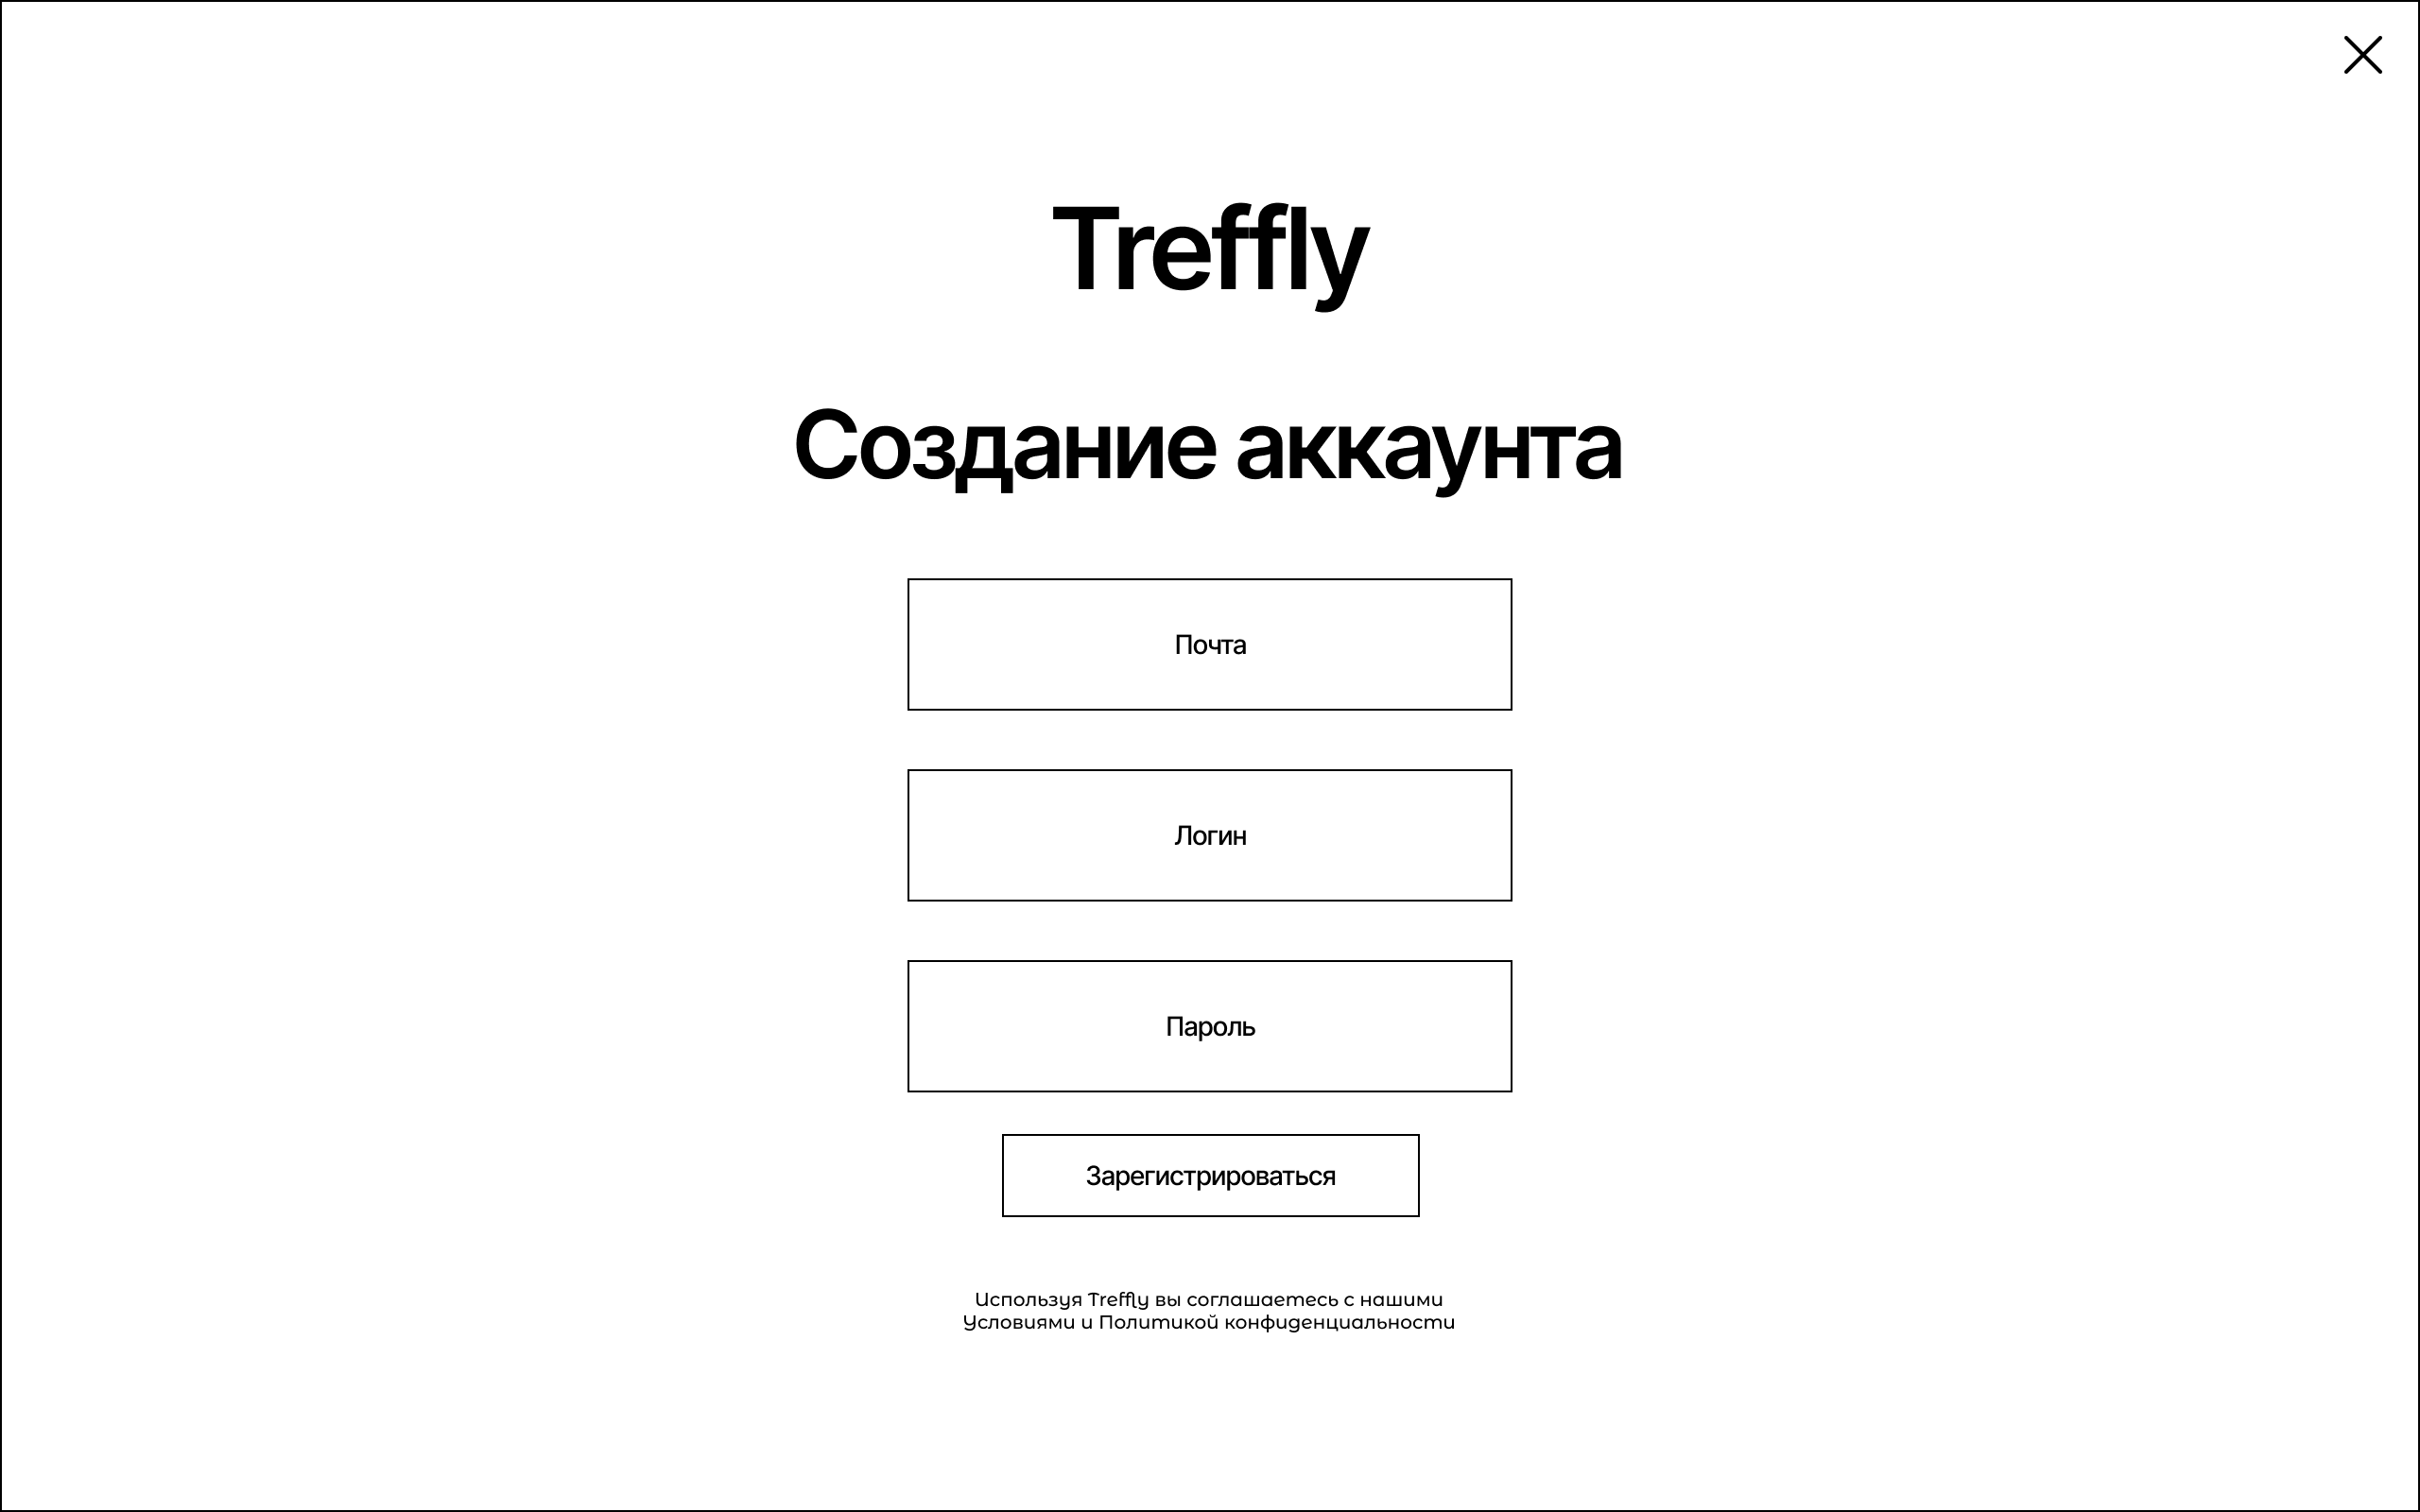 Treffly
Создание аккаунта
Почта
Логин
Пароль
Зарегистрироваться
Используя Treffly вы соглашаетесь с нашими
Условиями и Политикой конфиденциальности